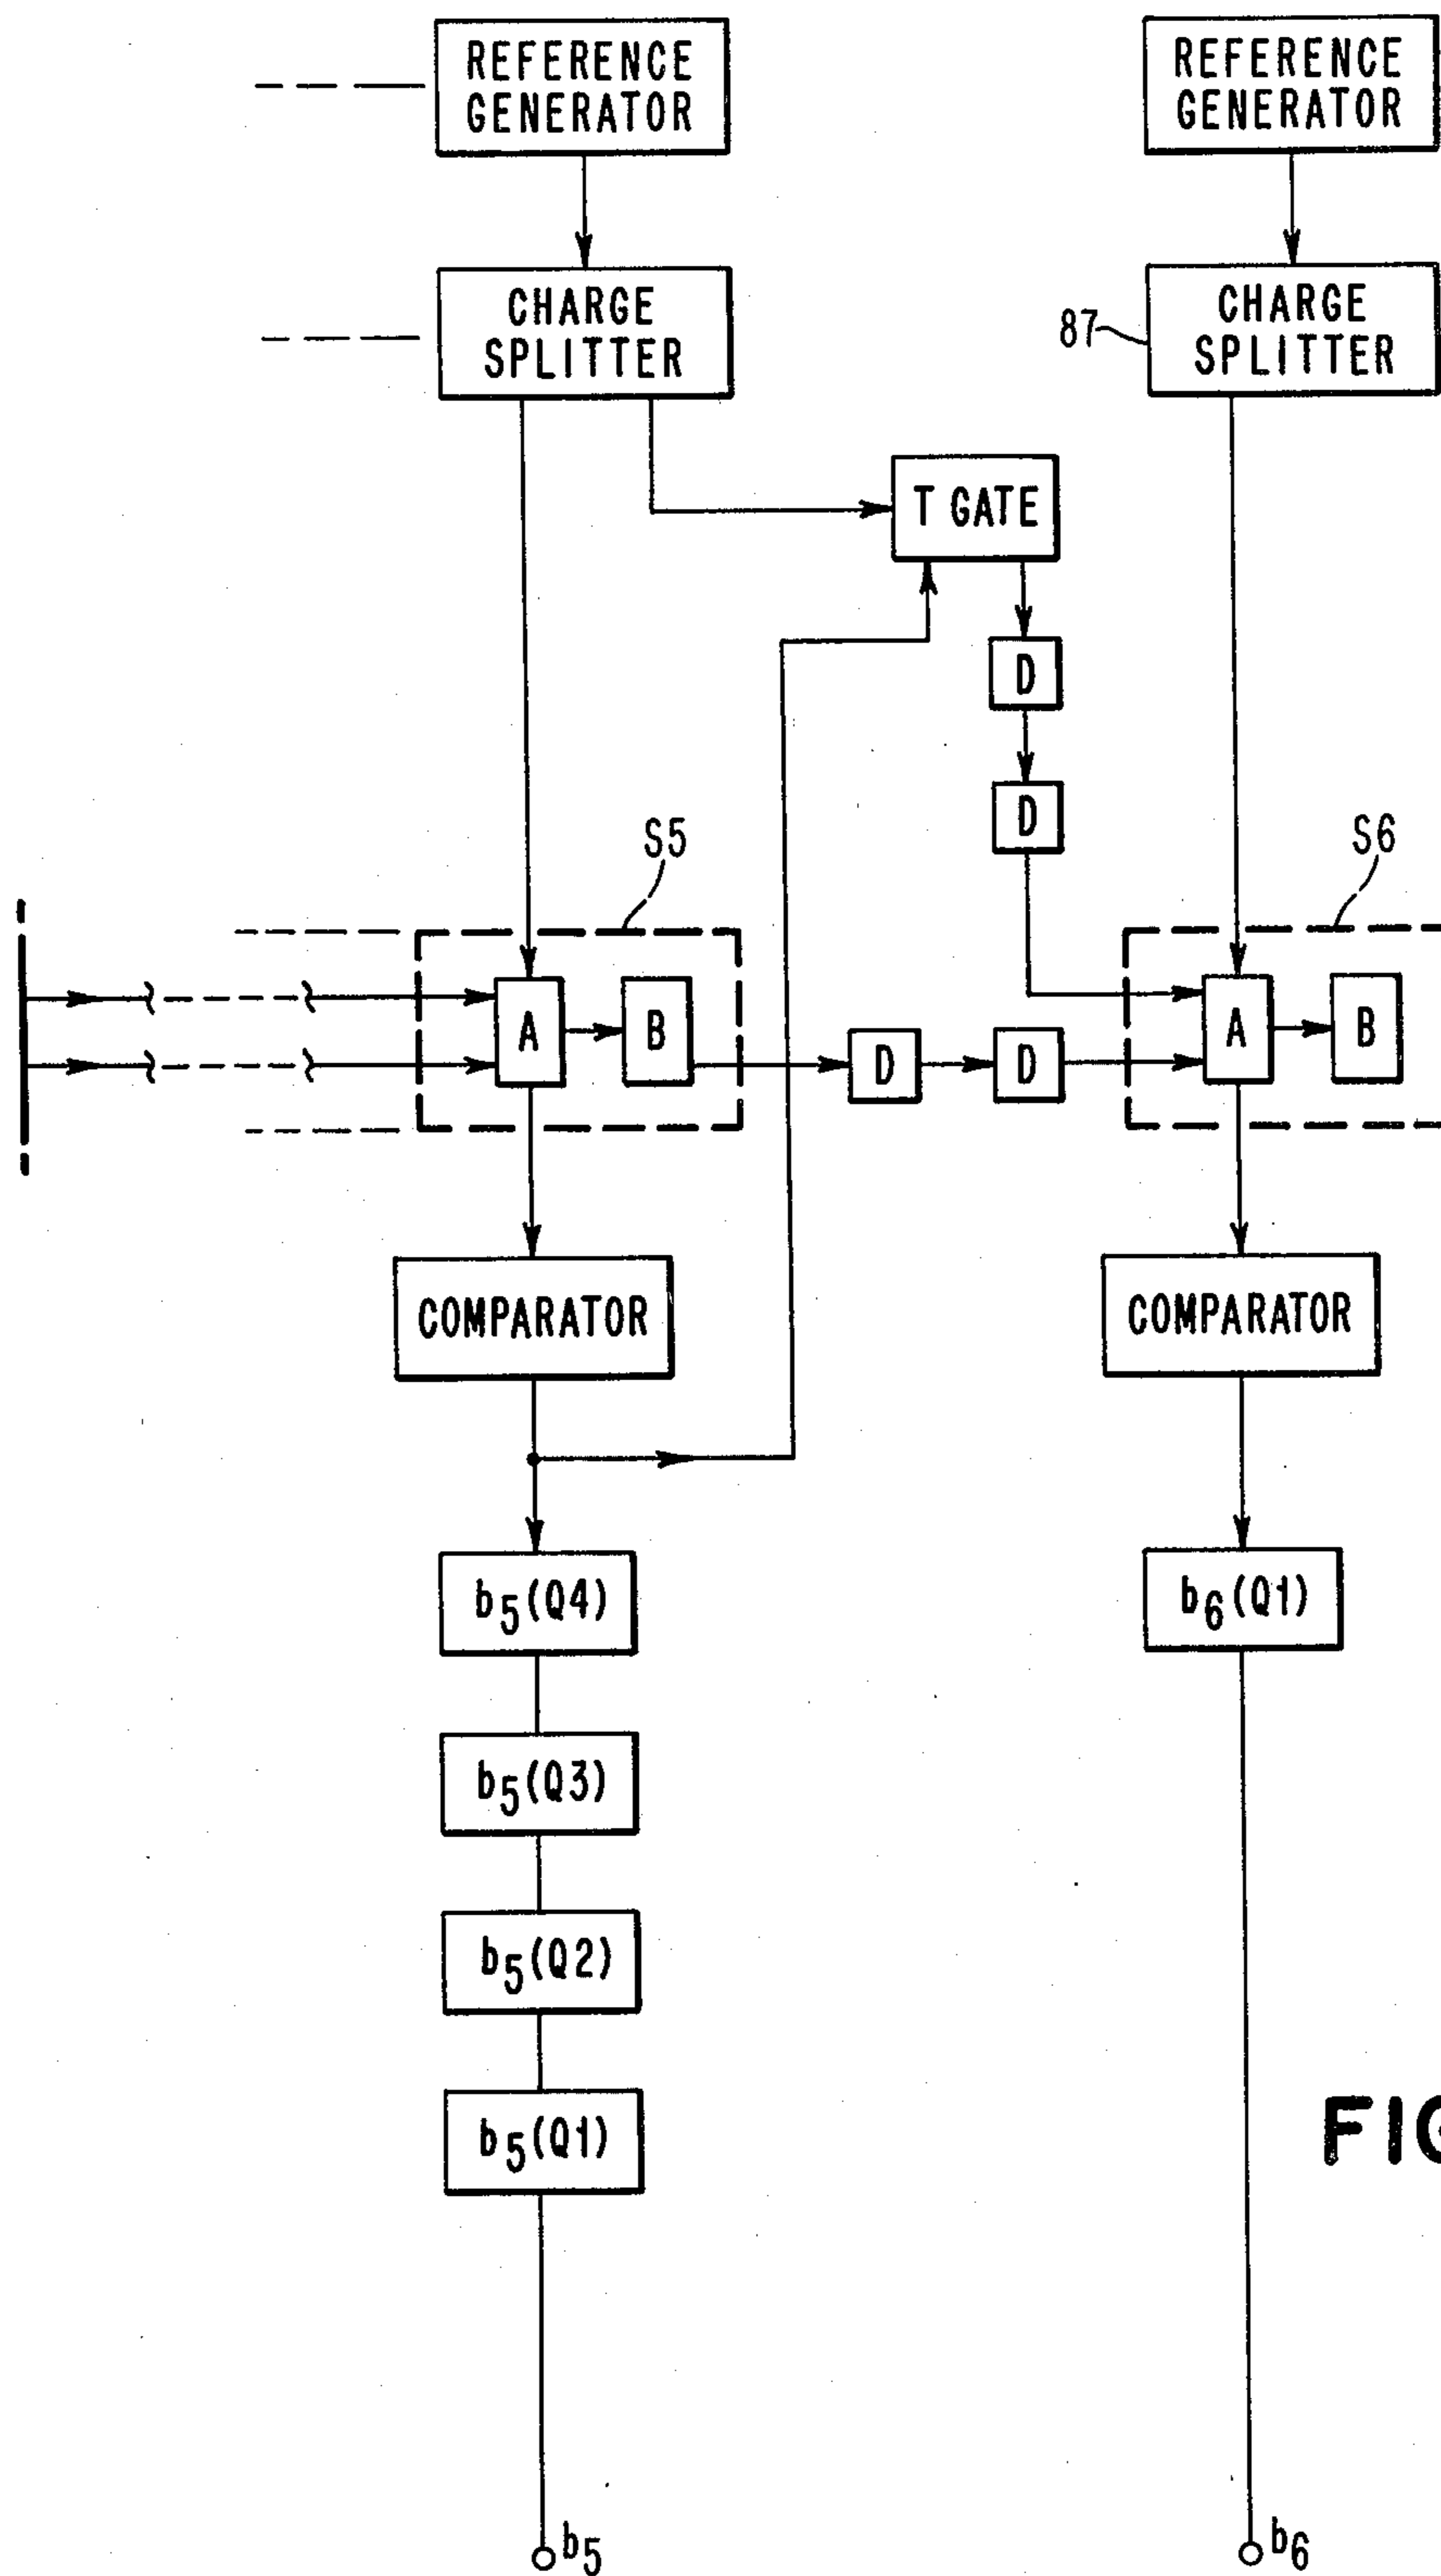 REFERENCE
GENERATOR
REFERENCE
GENERATOR
CHARGE
SPLITTER
87
CHARGE
SPLITTER
T GATE
D
D
S5
S6
A
B
D
D
A
B
COMPARATOR
COMPARATOR
b5(Q4)
b6(Q1)
b5(Q3)
b5(Q2)
b5(Q1)
FIG
b5
b6